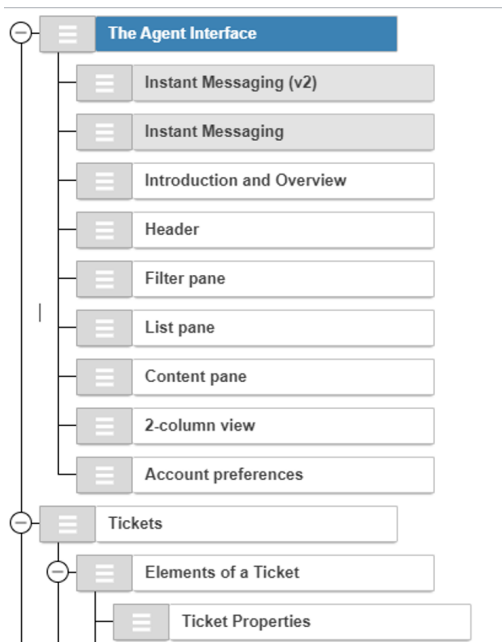 The Agent Interface
Instant Messaging (v2)
Instant Messaging
Introduction and Overview
Header
Filter pane
List pane
Content pane
2-column view
Account preferences
Tickets
Elements of a Ticket
Ticket Properties